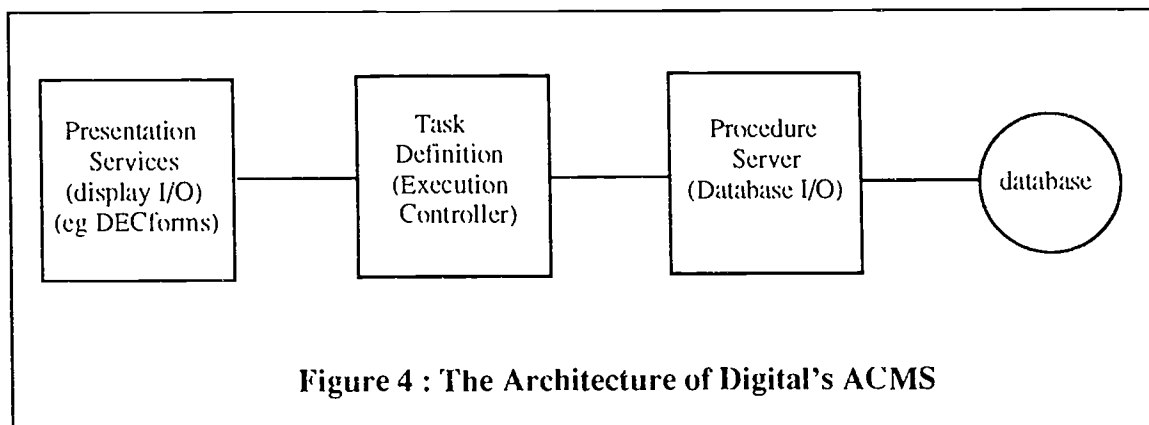 Presentation
Services
(display I/O)
(eg DECforms)
Task
Definition
(Execution
Controller)
Procedure
Server
(Database I/O)
database
Figure 4 : The Architecture of Digital's ACMS